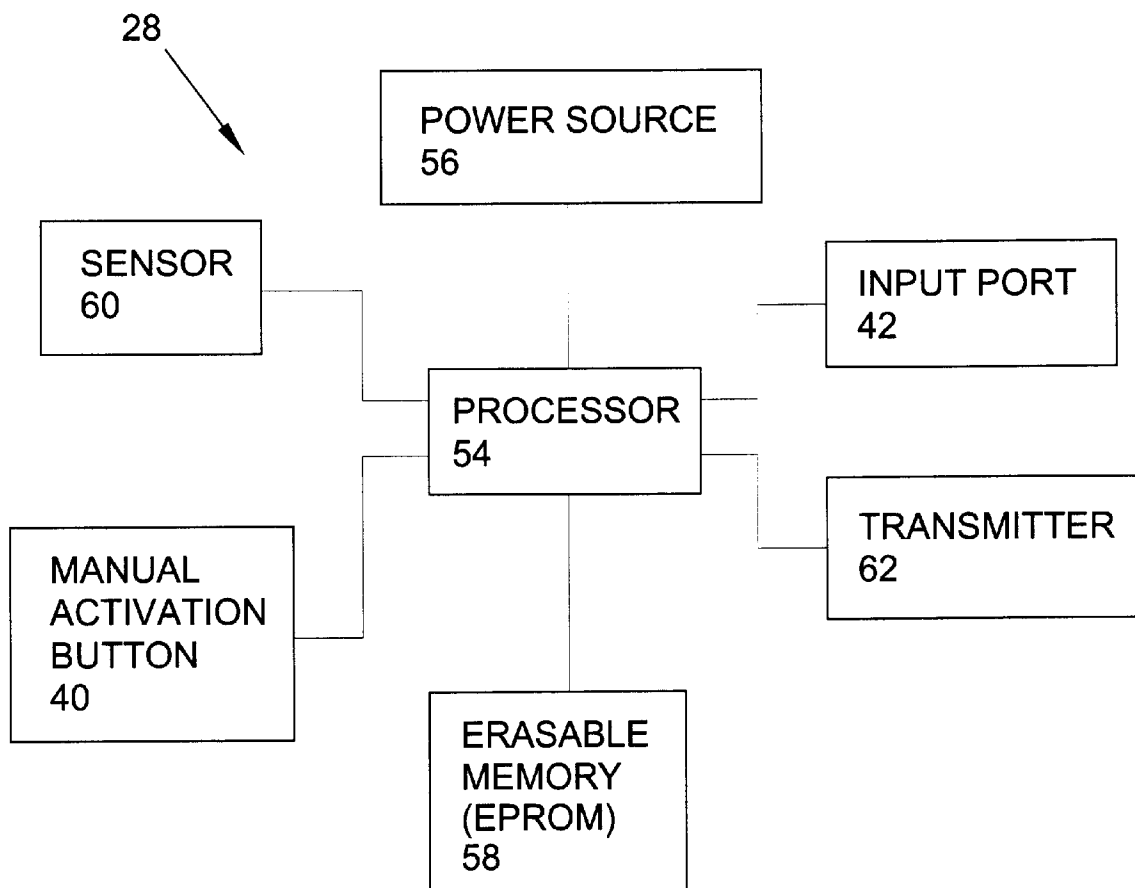 28
POWER SOURCE
56
SENSOR
60
INPUT PORT
42
PROCESSOR
54
MANUAL
ACTIVATION
BUTTON
40
TRANSMITTER
62
ERASABLE
MEMORY
(EPROM)
58